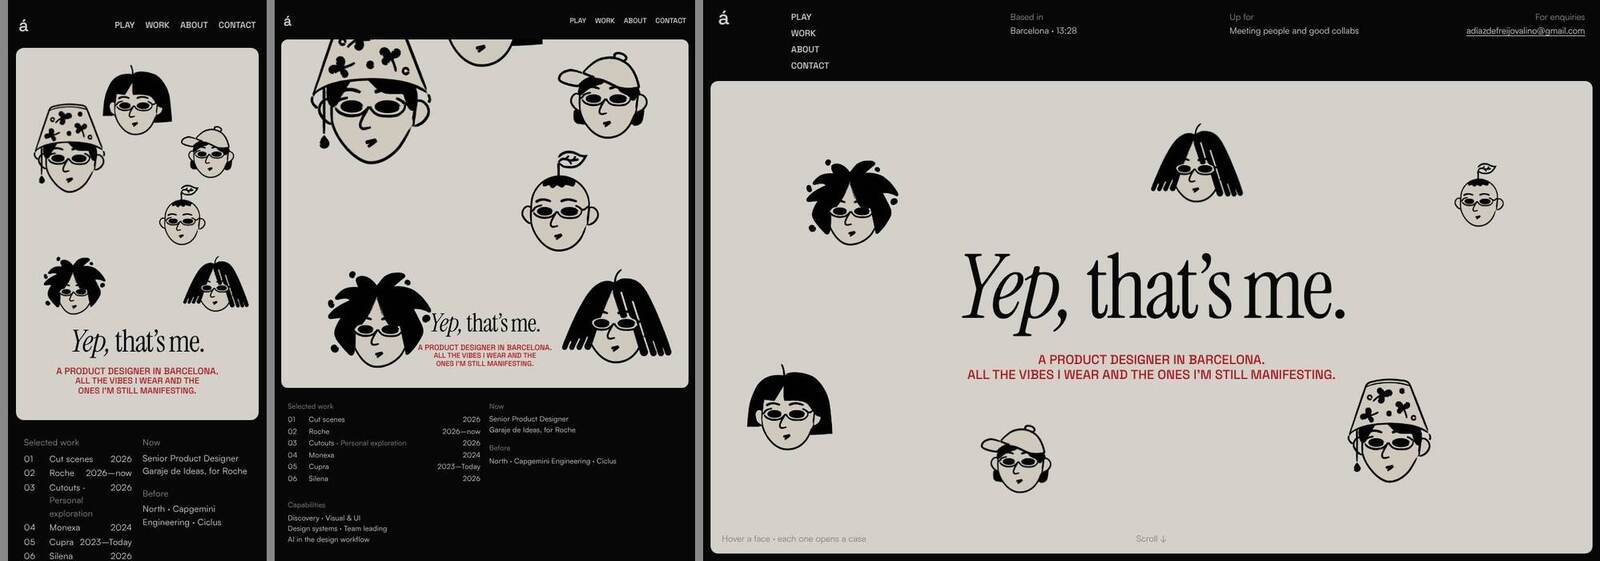 á
PLAY WORK ABOUT CONTACT
Yep, that's me.
A PRODUCT DESIGNER IN BARCELONA.
ALL THE VIBES I WEAR AND THE
ONES I'M STILL MANIFESTING.
Selected work
01 Cut scenes 2026
02 Roche 2026—now
03 Cutouts · 2026
Personal
exploration
04 Monexa 2024
05 Cupra 2023—Today
06 Silena 2026
Now
Senior Product Designer
Garaje de Ideas, for Roche
Before
North · Capgemini
Engineering · Ciclus
á
PLAY WORK ABOUT CONTACT
Yep, that's me.
A PRODUCT DESIGNER IN BARCELONA.
ALL THE VIBES I WEAR AND THE
ONES I'M STILL MANIFESTING.
Selected work
01 Cut scenes 2026
02 Roche 2026—now
03 Cutouts · Personal exploration 2026
04 Monexa 2024
05 Cupra 2023—Today
06 Silena 2026
Now
Senior Product Designer
Garaje de Ideas, for Roche
Before
North · Capgemini Engineering · Ciclus
Capabilities
Discovery · Visual & UI
Design systems · Team leading
AI in the design workflow
á
PLAY
WORK
ABOUT
CONTACT
Based in
Barcelona · 13:28
Up for
Meeting people and good collabs
For enquiries
adiazdefreijovalino@gmail.com
Yep, that's me.
A PRODUCT DESIGNER IN BARCELONA.
ALL THE VIBES I WEAR AND THE ONES I'M STILL MANIFESTING.
Hover a face · each one opens a case
Scroll ↓